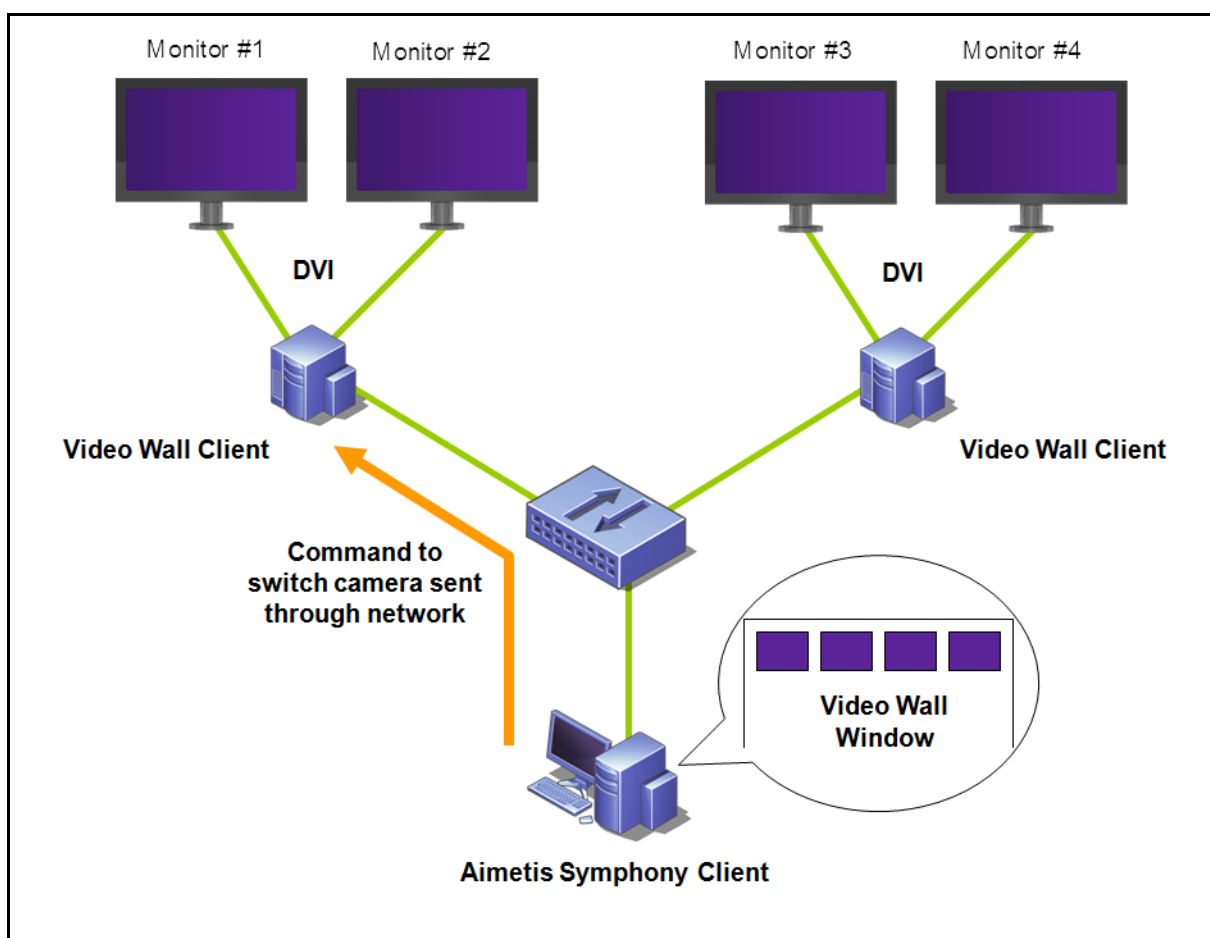 Monitor #1
Monitor #2
Monitor #3
Monitor #4
DVI
DVI
Video Wall Client
Video Wall Client
Command to
switch camera sent
through network
Video Wall
Window
Aimetis Symphony Client